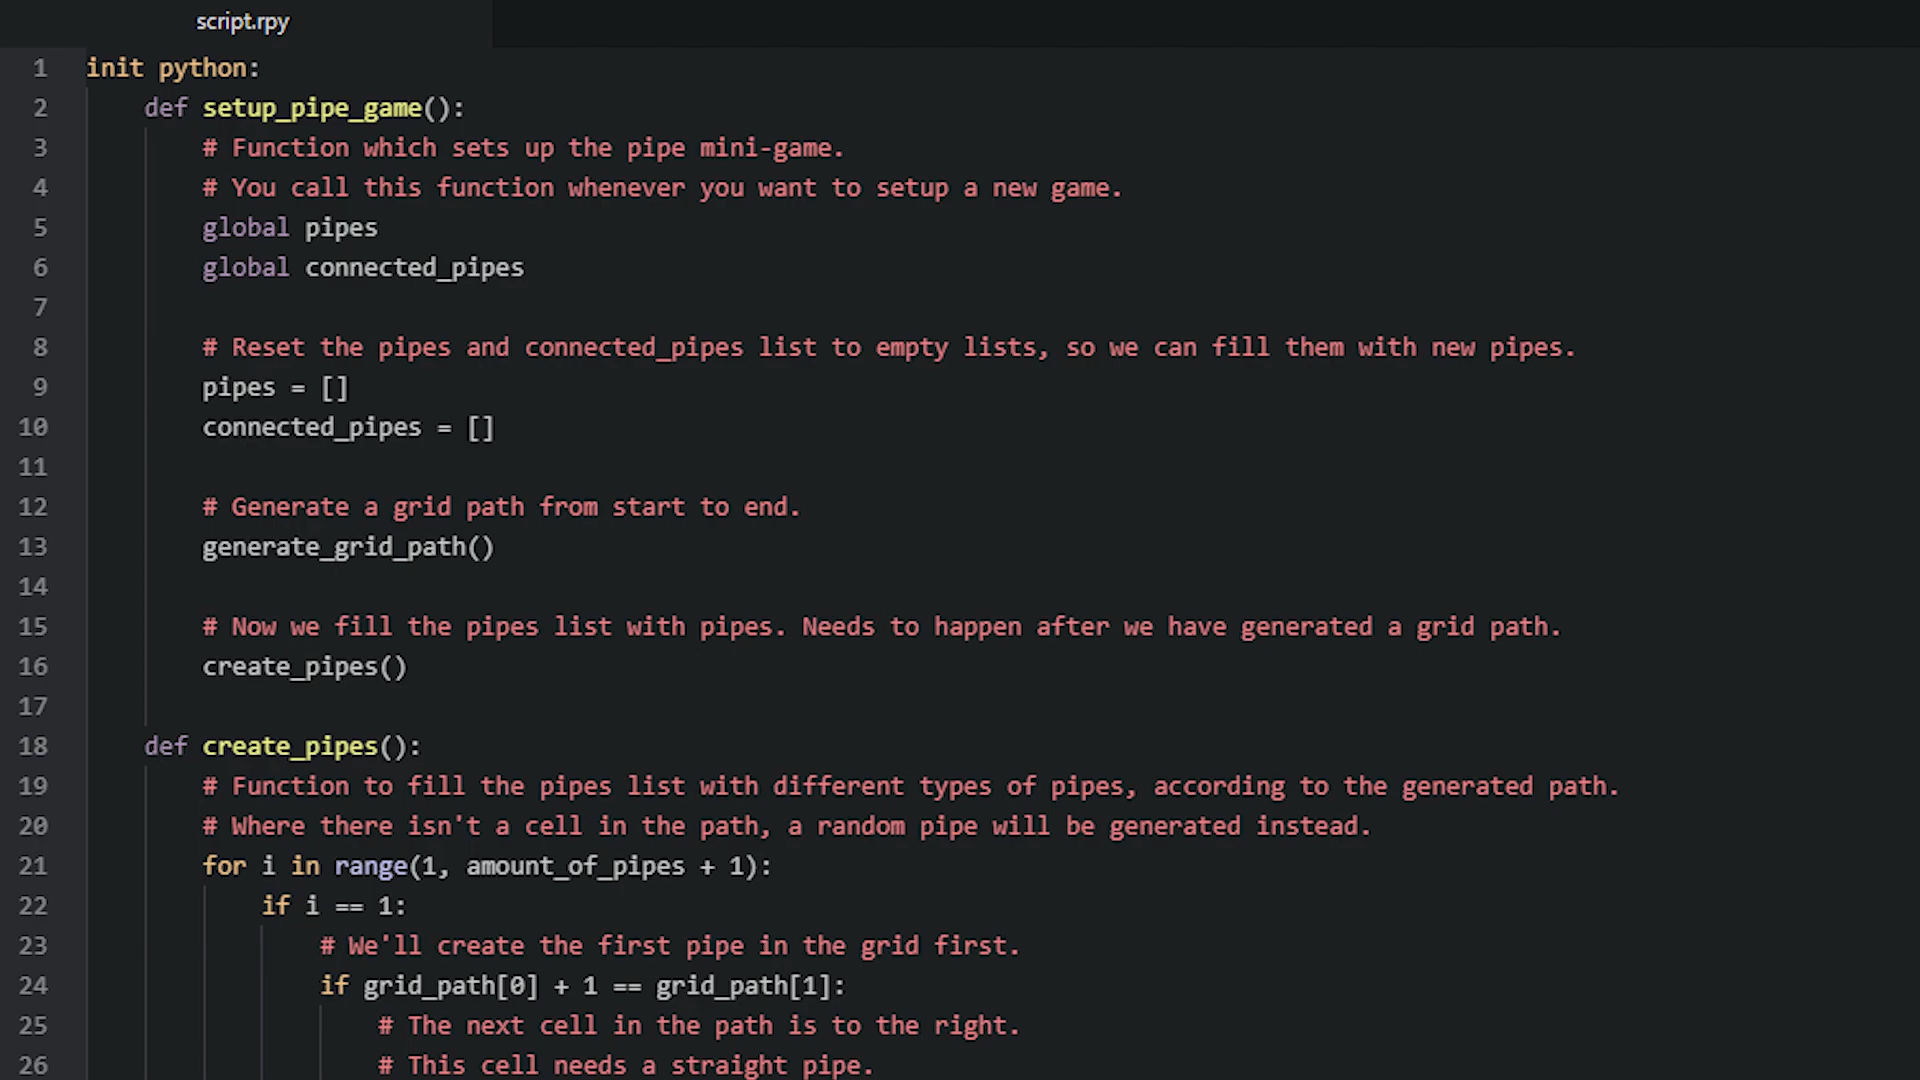 script.rpy
1 init python:
2 def setup_pipe_game():
3 # Function which sets up the pipe mini-game.
4 # You call this function whenever you want to setup a new game.
5 global pipes
6 global connected_pipes
7
8 # Reset the pipes and connected_pipes list to empty lists, so we can fill them with new pipes.
9 pipes = []
10 connected_pipes = []
11
12 # Generate a grid path from start to end.
13 generate_grid_path()
14
15 # Now we fill the pipes list with pipes. Needs to happen after we have generated a grid path.
16 create_pipes()
17
18 def create_pipes():
19 # Function to fill the pipes list with different types of pipes, according to the generated path.
20 # Where there isn't a cell in the path, a random pipe will be generated instead.
21 for i in range(1, amount_of_pipes + 1):
22 if i == 1:
23 # We'll create the first pipe in the grid first.
24 if grid_path[0] + 1 == grid_path[1]:
25 # The next cell in the path is to the right.
26 # This cell needs a straight pipe.